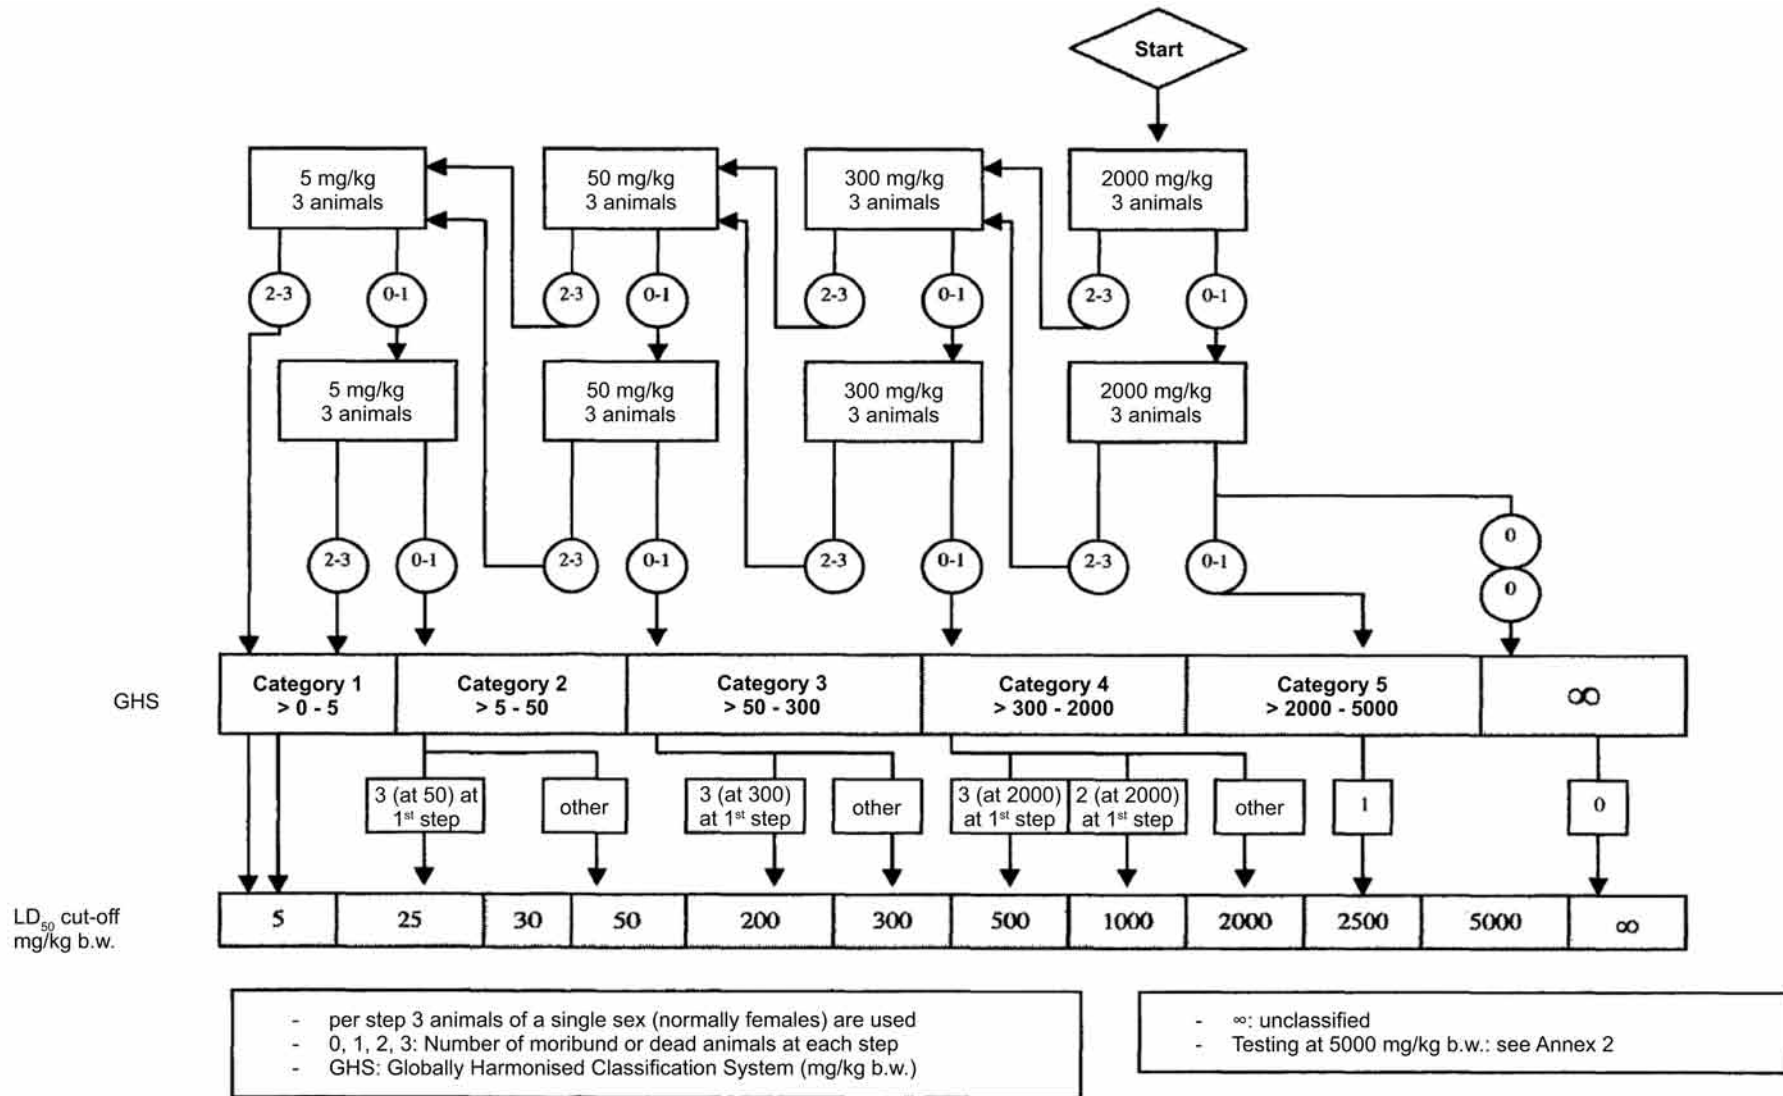 Start
5 mg/kg
3 animals
50 mg/kg
3 animals
300 mg/kg
3 animals
2000 mg/kg
3 animals
2-3
0-1
2-3
0-1
2-3
0-1
2-3
0-1
5 mg/kg
3 animals
50 mg/kg
3 animals
300 mg/kg
3 animals
2000 mg/kg
3 animals
0
2-3
0-1
2-3
0-1
2-3
0-1
2-3
0-1
0
GHS
Category 1
> 0 - 5
Category 2
> 5 - 50
Category 3
> 50 - 300
Category 4
> 300 - 2000
Category 5
> 2000 - 5000
∞
3 (at 50) at
1st step
other
3 (at 300)
at 1st step
other
3 (at 2000)
at 1st step
2 (at 2000)
at 1st step
other
1
0
LD50 cut-off
mg/kg b.w.
5
25
30
50
200
300
500
1000
2000
2500
5000
∞
- per step 3 animals of a single sex (normally females) are used
- 0, 1, 2, 3: Number of moribund or dead animals at each step
- GHS: Globally Harmonised Classification System (mg/kg b.w.)
- ∞: unclassified
- Testing at 5000 mg/kg b.w.: see Annex 2